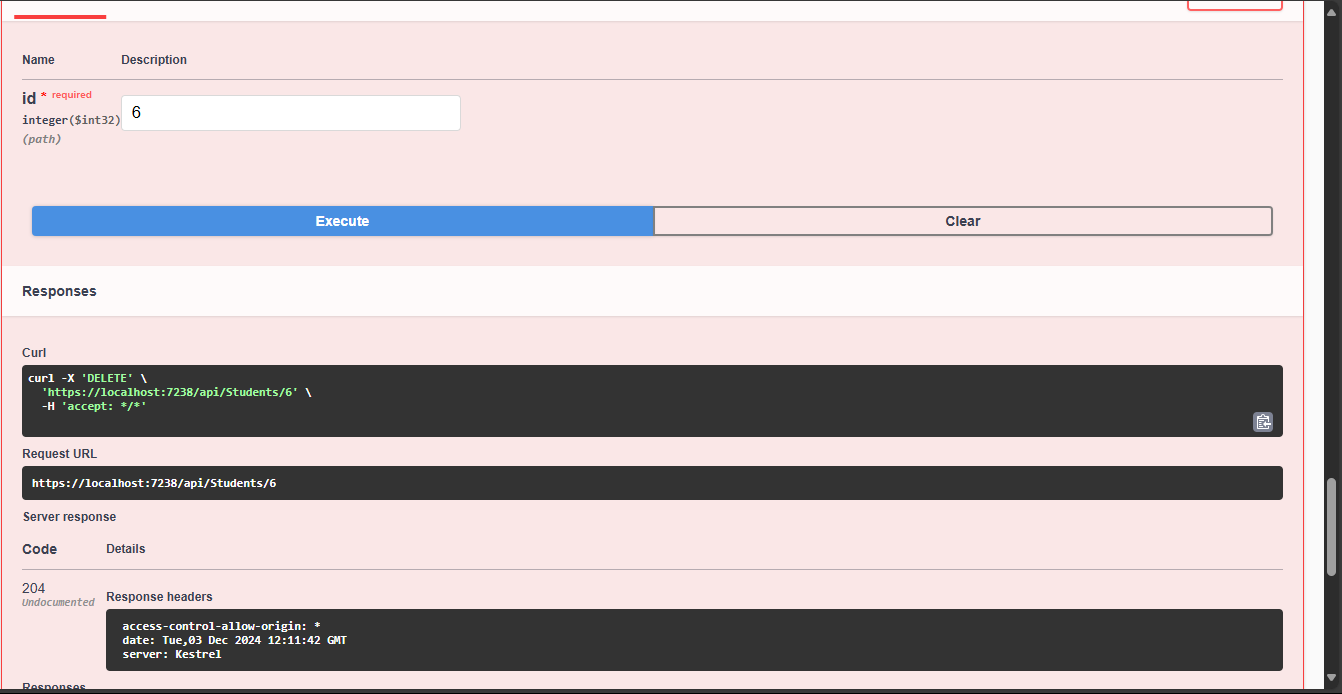 Name Description
id * required
integer($int32)
(path)
6
Execute Clear
Responses
Curl
curl -X 'DELETE' \
'https://localhost:7238/api/Students/6' \
-H 'accept: */*'
Request URL
https://localhost:7238/api/Students/6
Server response
Code Details
204
Undocumented
Response headers
access-control-allow-origin: *
date: Tue,03 Dec 2024 12:11:42 GMT
server: Kestrel
Responses